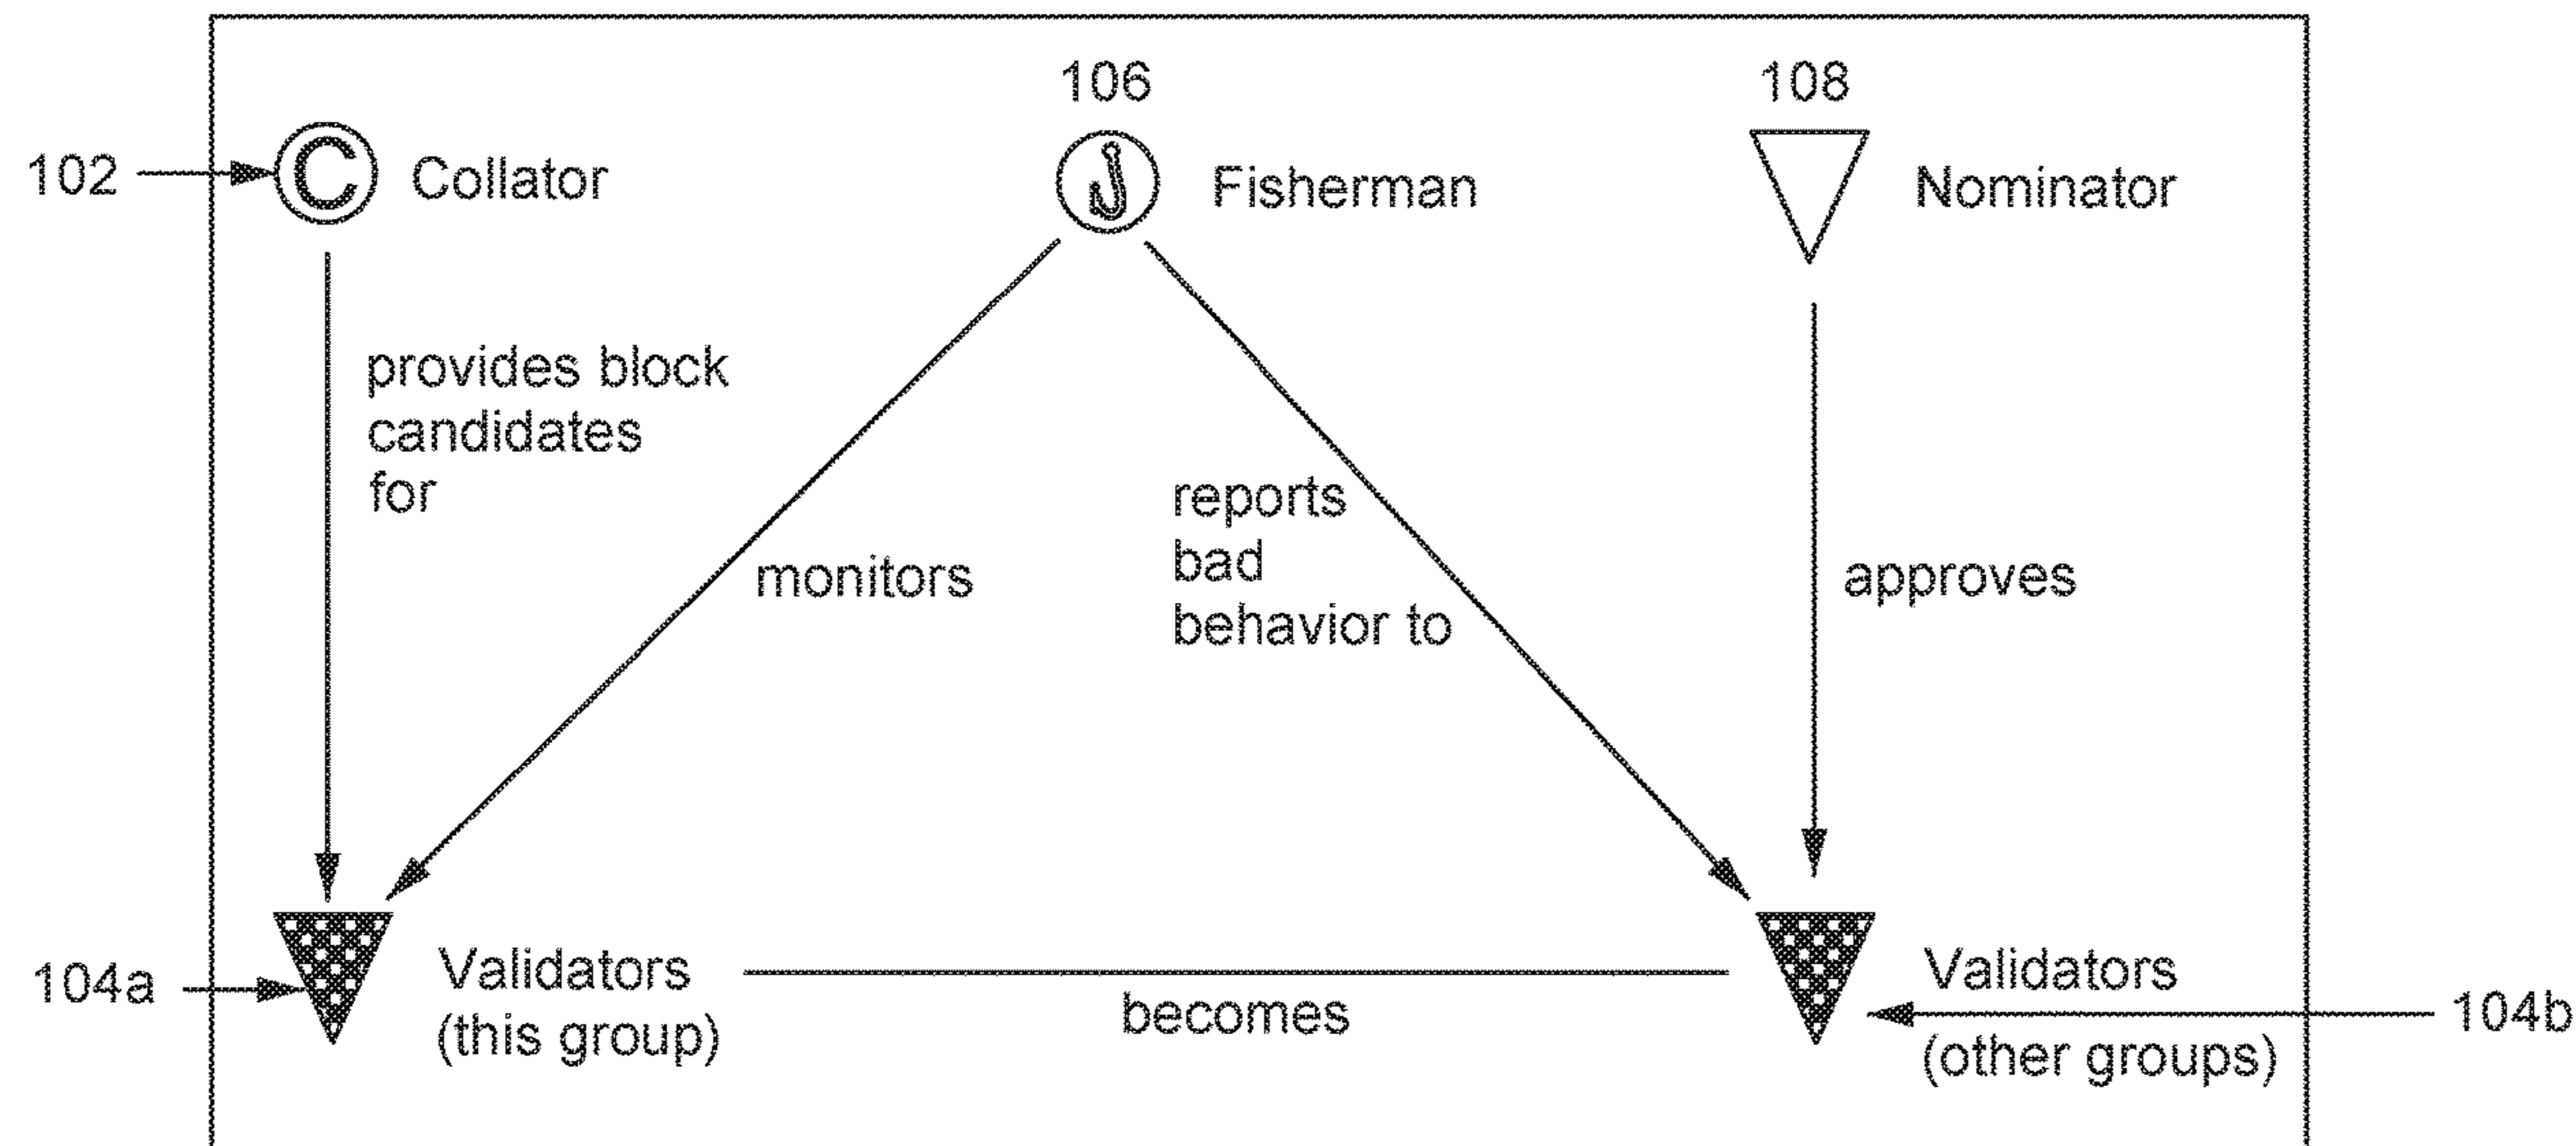 106
108
102
C
Collator
Fisherman
Nominator
provides block
candidates
for
monitors
reports
bad
behavior to
approves
104a
Validators
(this group)
becomes
Validators
(other groups)
104b